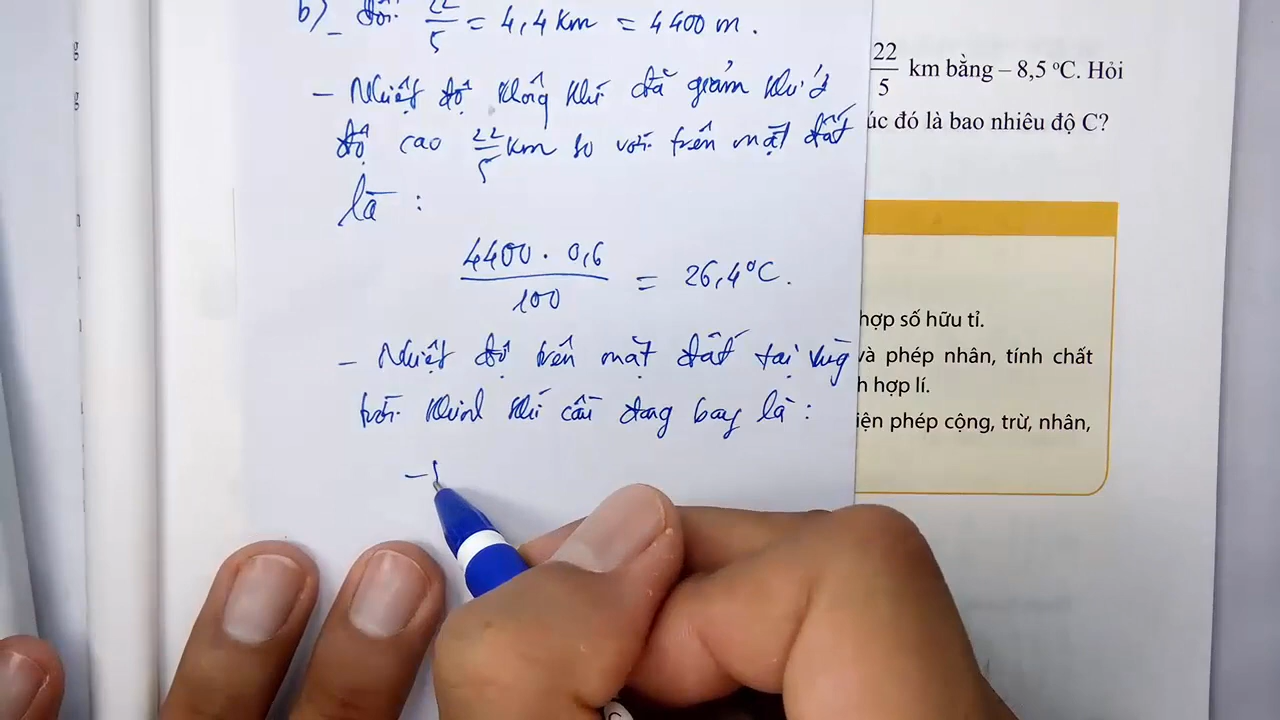 b) - Đổi: 22/5 = 4,4 km = 4400 m.
- Nhiệt độ không khí đã giảm khi ở
độ cao 22/5 km so với trên mặt đất
là :
4400 . 0,6 / 100 = 26,4°C.
- Nhiệt độ trên mặt đất tại vùng
trời khinh khí cầu đang bay là :
22/5 km bằng – 8,5 °C. Hỏi
úc đó là bao nhiêu độ C?
hợp số hữu tỉ.
và phép nhân, tính chất
h hợp lí.
iện phép cộng, trừ, nhân,